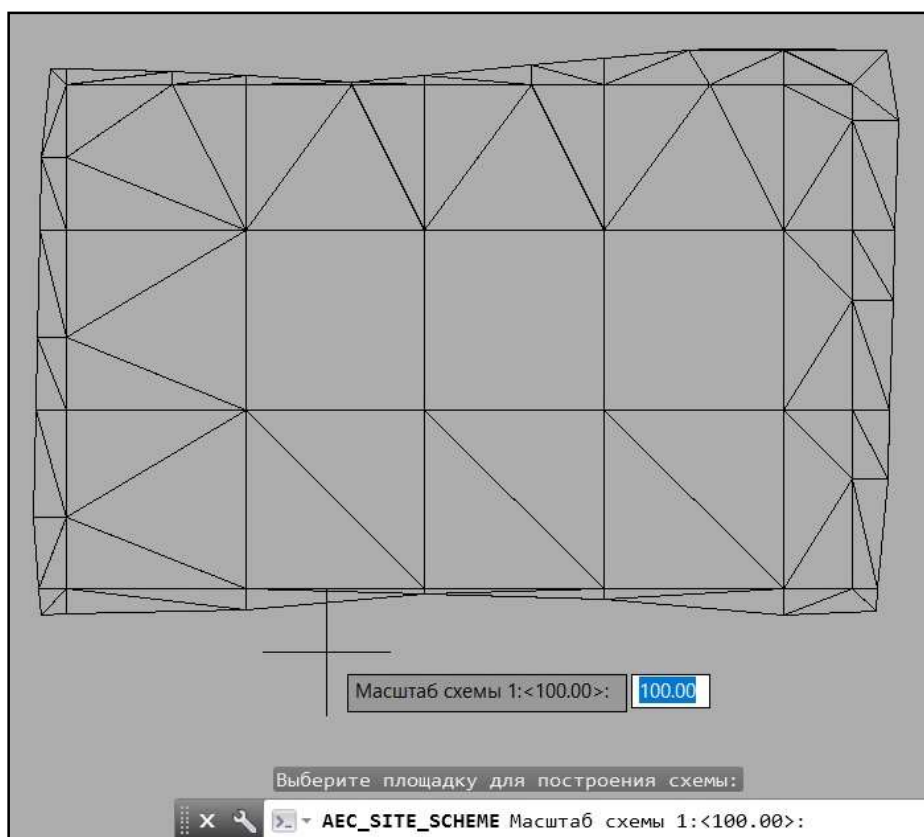 Масштаб схемы 1:<100.00>:
100.00
Выберите площадку для построения схемы:
AEC_SITE_SCHEME Масштаб схемы 1:<100.00>: